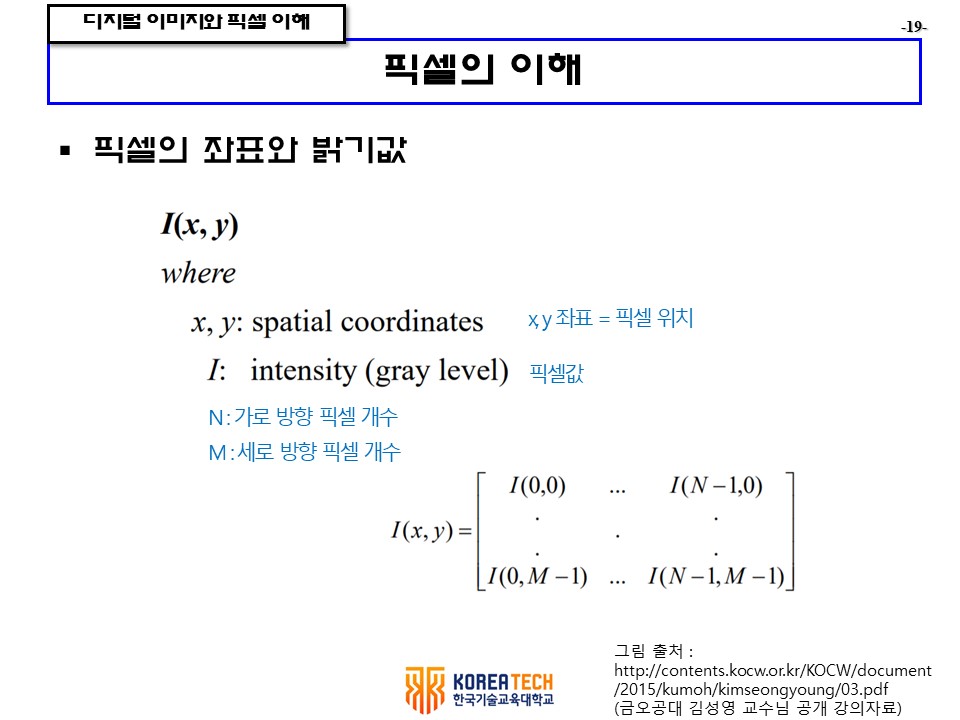 디지털 이미지와 픽셀 이해
-19-
픽셀의 이해
▪ 픽셀의 좌표와 밝기값
I(x, y)
where
x, y: spatial coordinates x,y 좌표 = 픽셀 위치
I: intensity (gray level) 픽셀값
N : 가로 방향 픽셀 개수
M : 세로 방향 픽셀 개수
I(0,0) ... I(N−1,0)
. .
I(x, y) = .
. .
I(0, M−1) ... I(N−1, M−1)
그림 출처 :
http://contents.kocw.or.kr/KOCW/document
/2015/kumoh/kimseongyoung/03.pdf
(금오공대 김성영 교수님 공개 강의자료)
KOREATECH
한국기술교육대학교